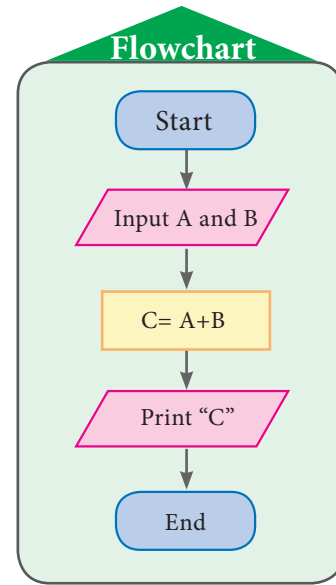 Flowchart
Start
Input A and B
C= A+B
Print “C”
End